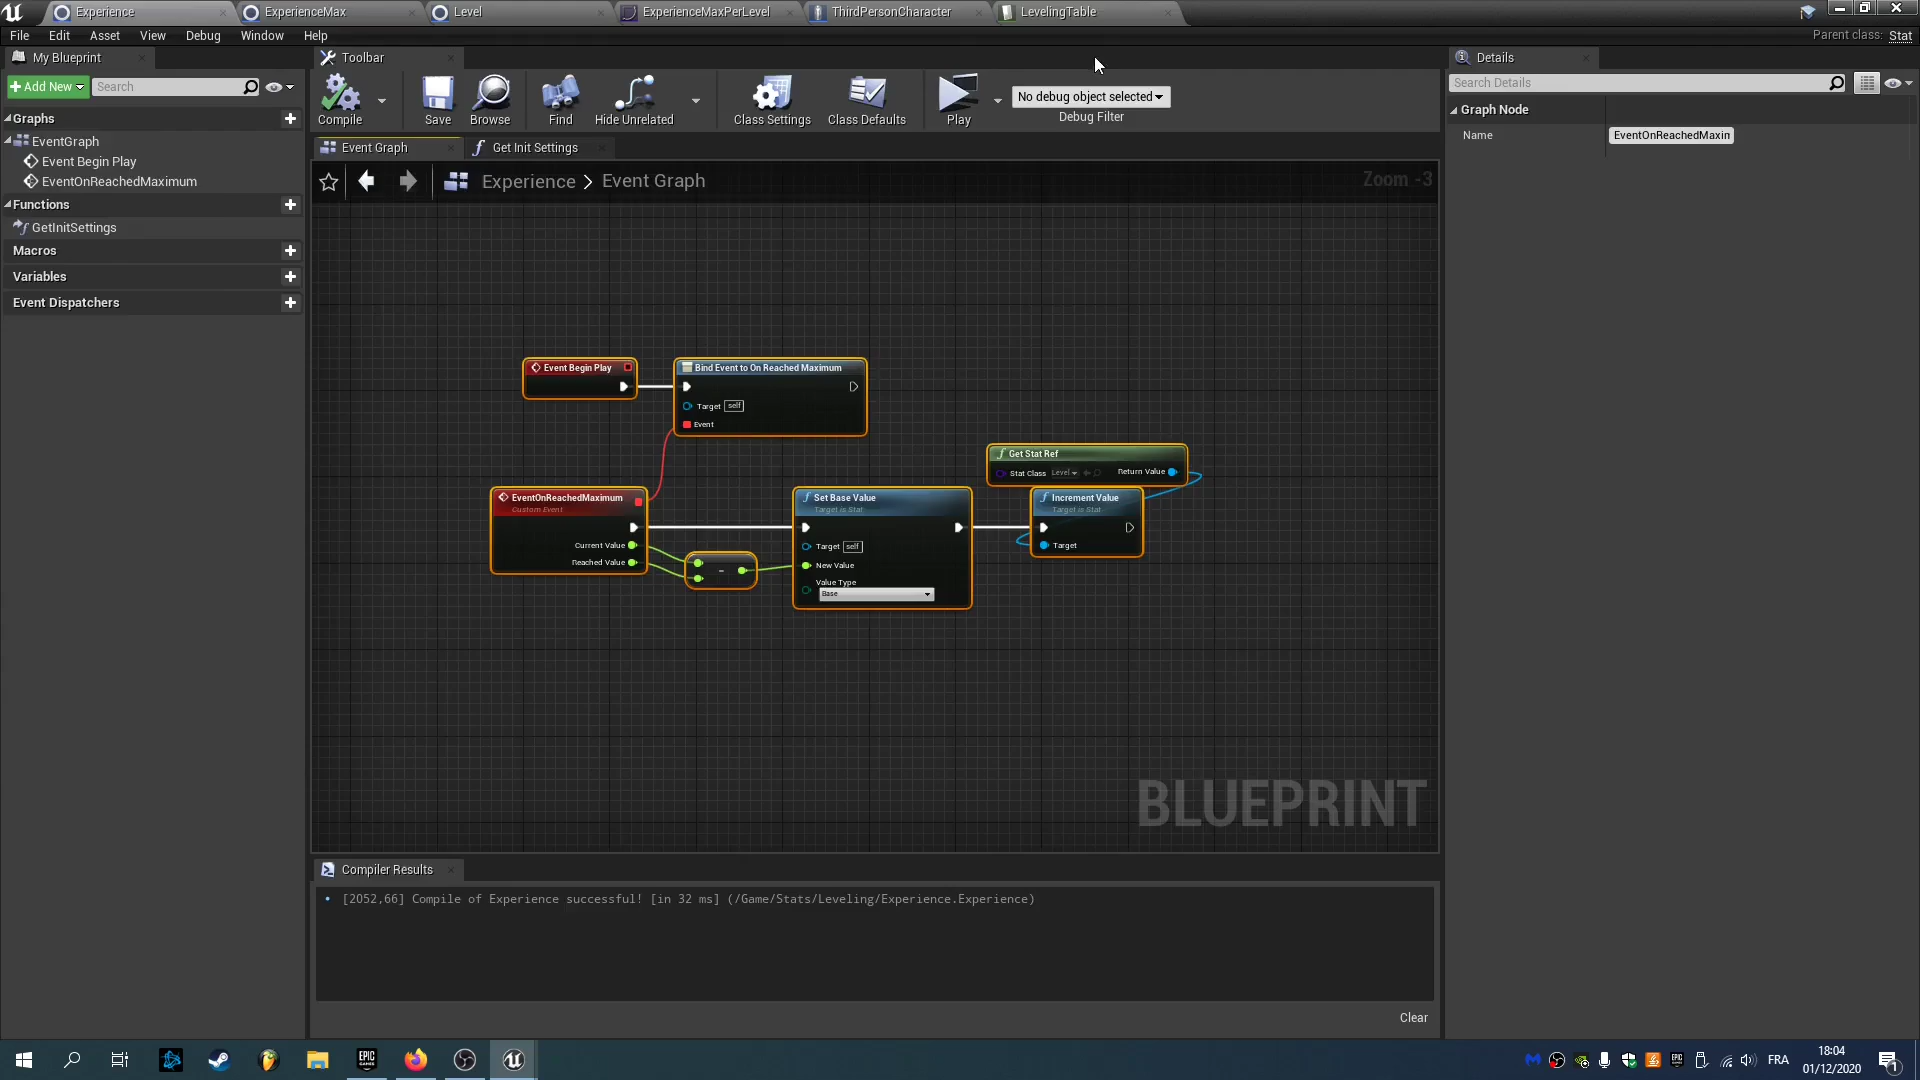 Experience
ExperienceMax
Level
ExperienceMaxPerLevel
ThirdPersonCharacter
LevelingTable
File Edit Asset View Debug Window Help
Parent class: Stat
My Blueprint
Toolbar
Details
Add New
Search
Compile
Save
Browse
Find
Hide Unrelated
Class Settings
Class Defaults
Play
No debug object selected
Debug Filter
Search Details
Graphs
EventGraph
Event Begin Play
EventOnReachedMaximum
Functions
GetInitSettings
Macros
Variables
Event Dispatchers
Graph Node
Name
EventOnReachedMaxin
Event Graph
Get Init Settings
Experience > Event Graph
Zoom -3
Event Begin Play
Bind Event to On Reached Maximum
Target self
Event
EventOnReachedMaximum
Custom Event
Current Value
Reached Value
-
Set Base Value
Target is Stat
Target self
New Value
Value Type
Base
Get Stat Ref
Stat Class Level
Return Value
Increment Value
Target is Stat
Target
BLUEPRINT
Compiler Results
• [2052,66] Compile of Experience successful! [in 32 ms] (/Game/Stats/Leveling/Experience.Experience)
Clear
EPIC GAMES
FRA
18:04
01/12/2020
1